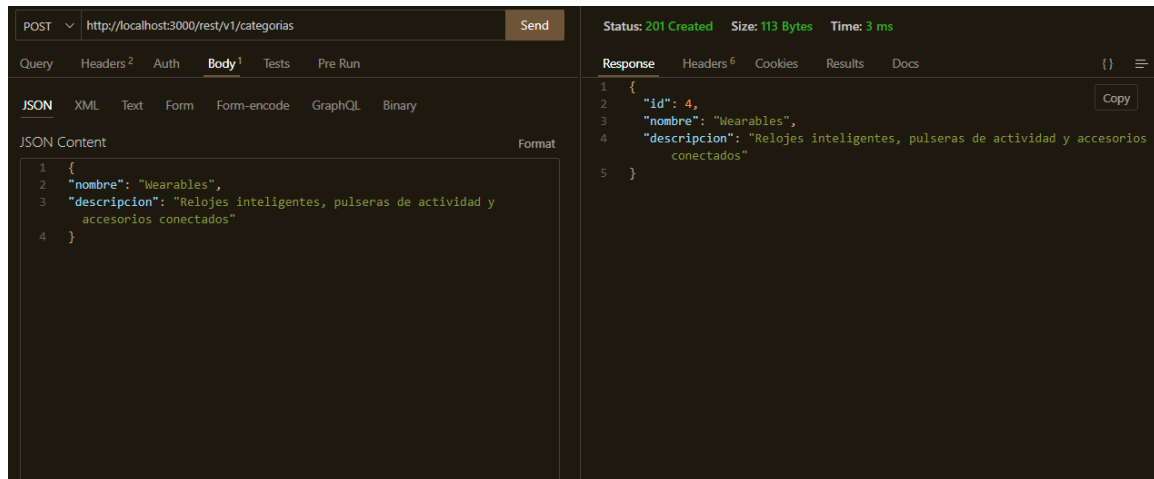 POST http://localhost:3000/rest/v1/categorias Send
Query Headers 2 Auth Body 1 Tests Pre Run
JSON XML Text Form Form-encode GraphQL Binary
JSON Content Format
1 {
2 "nombre": "Wearables",
3 "descripcion": "Relojes inteligentes, pulseras de actividad y
accesorios conectados"
4 }
Status: 201 Created Size: 113 Bytes Time: 3 ms
Response Headers 6 Cookies Results Docs {}
Copy
1 {
2 "id": 4,
3 "nombre": "Wearables",
4 "descripcion": "Relojes inteligentes, pulseras de actividad y accesorios
conectados"
5 }